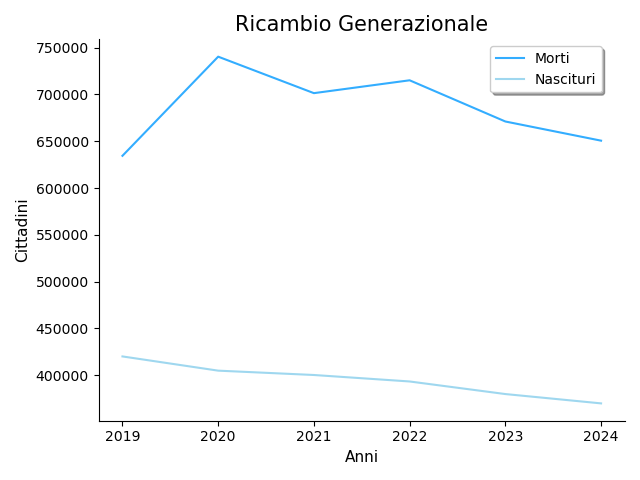 Ricambio Generazionale
Morti
Nascituri
Cittadini
750000
700000
650000
600000
550000
500000
450000
400000
2019 2020 2021 2022 2023 2024
Anni